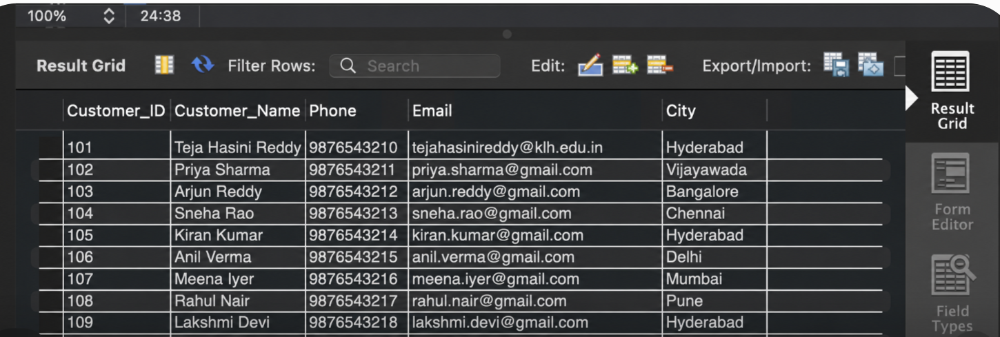 100% 24:38
Result Grid Filter Rows: Search Edit: Export/Import:
Customer_ID Customer_Name Phone Email City
101 Teja Hasini Reddy 9876543210 tejahasinireddy@klh.edu.in Hyderabad
102 Priya Sharma 9876543211 priya.sharma@gmail.com Vijayawada
103 Arjun Reddy 9876543212 arjun.reddy@gmail.com Bangalore
104 Sneha Rao 9876543213 sneha.rao@gmail.com Chennai
105 Kiran Kumar 9876543214 kiran.kumar@gmail.com Hyderabad
106 Anil Verma 9876543215 anil.verma@gmail.com Delhi
107 Meena Iyer 9876543216 meena.iyer@gmail.com Mumbai
108 Rahul Nair 9876543217 rahul.nair@gmail.com Pune
109 Lakshmi Devi 9876543218 lakshmi.devi@gmail.com Hyderabad
Result
Grid
Form
Editor
Field
Types